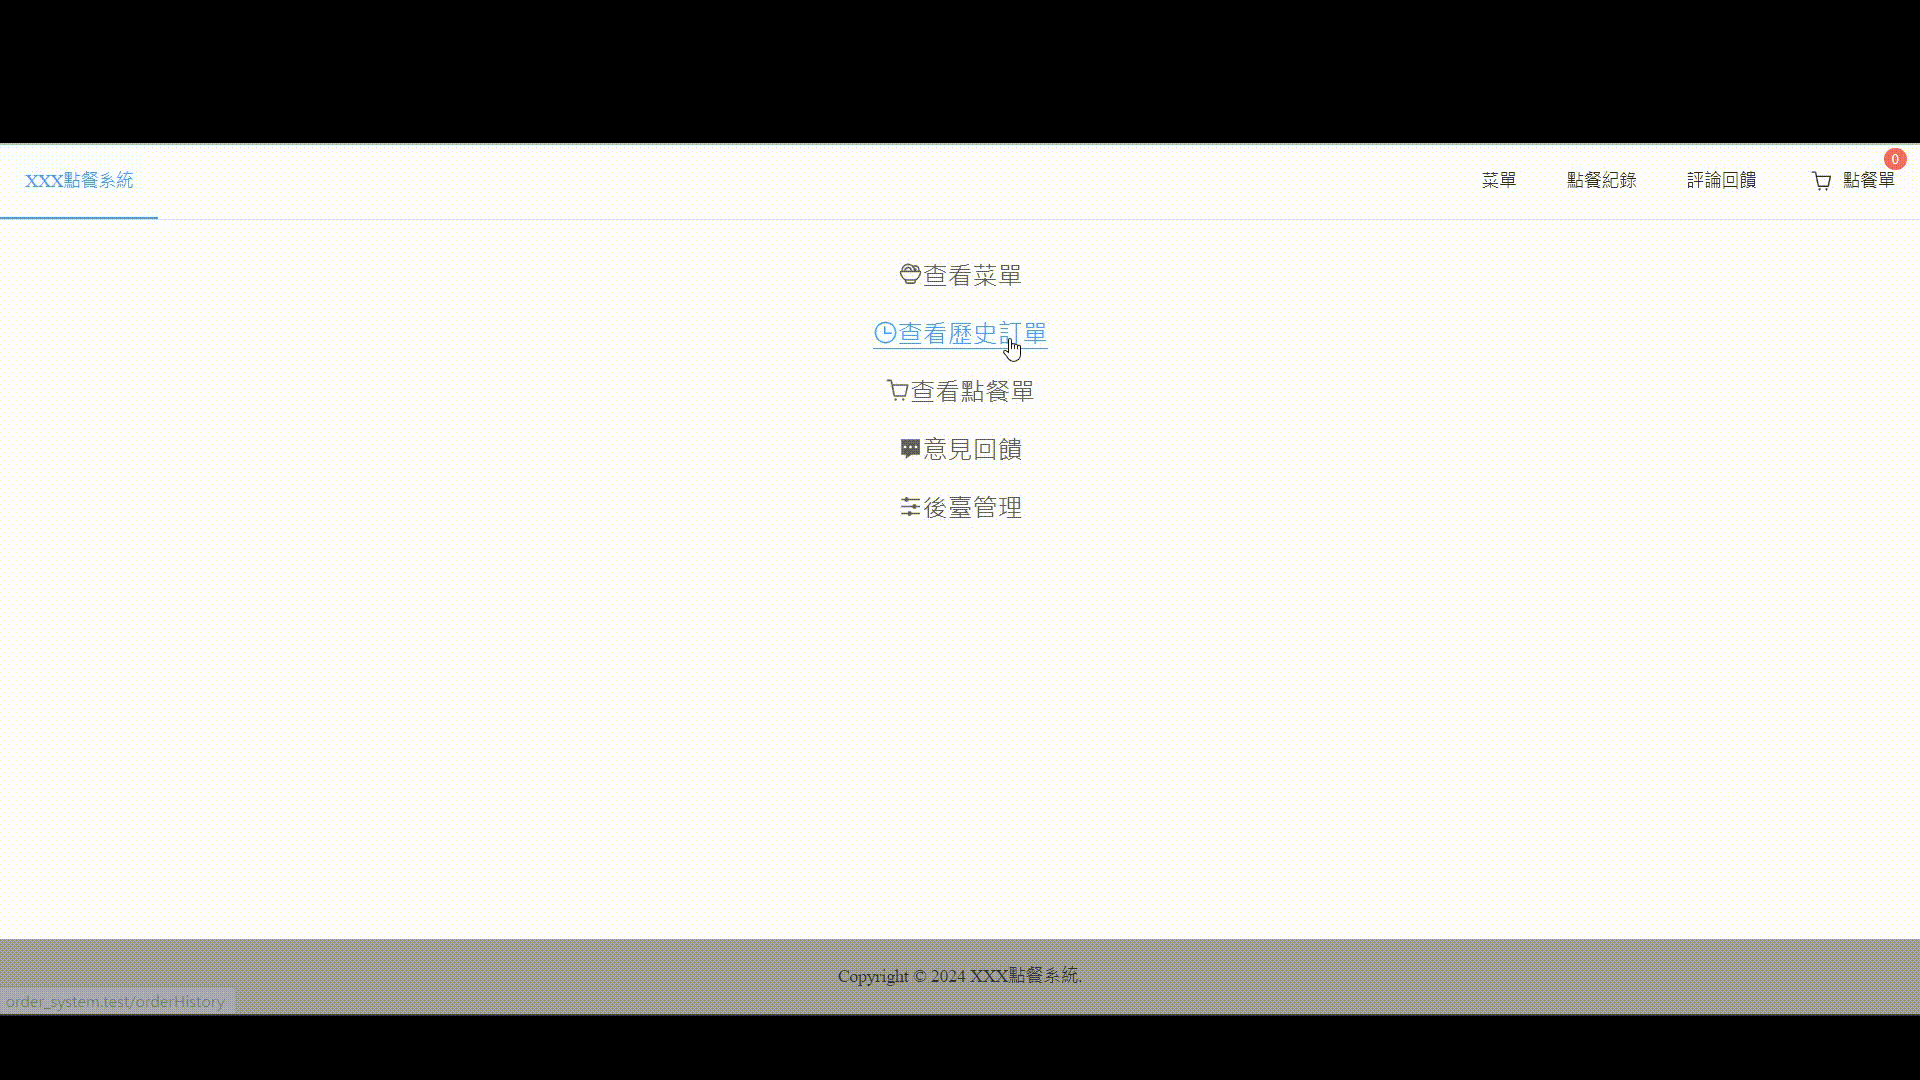 XXX點餐系統
菜單
點餐紀錄
評論回饋
點餐單
0
查看菜單
查看歷史訂單
查看點餐單
意見回饋
後臺管理
Copyright © 2024 XXX點餐系統.
order_system.test/orderHistory